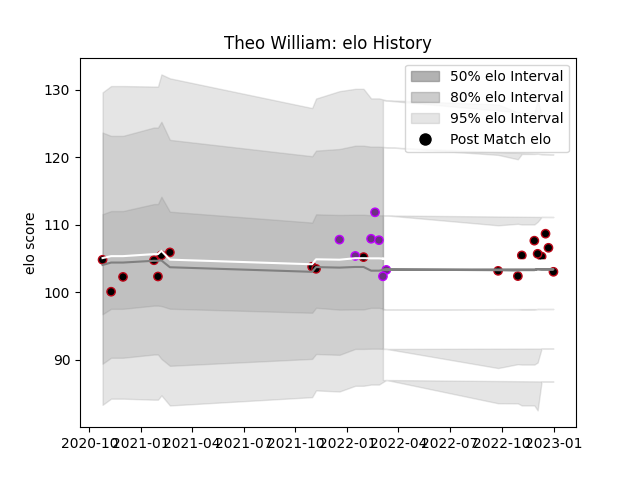 Theo William: elo History
50% elo Interval
80% elo Interval
95% elo Interval
Post Match elo
elo score
130
120
110
100
90
2020-10 2021-01 2021-04 2021-07 2021-10 2022-01 2022-04 2022-07 2022-10 2023-01